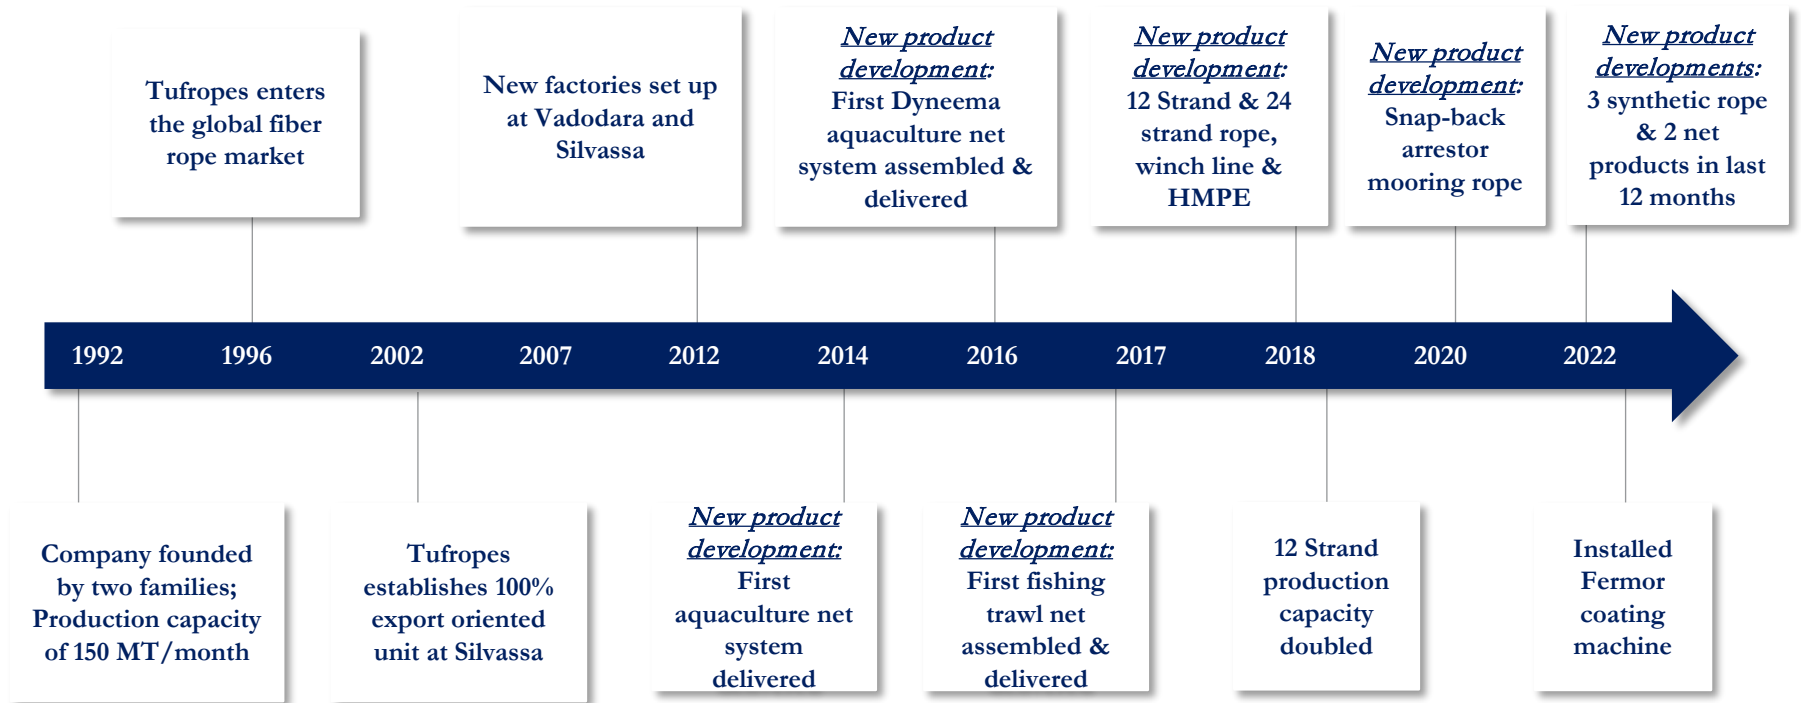 Tufropes enters
the global fiber
rope market
New factories set up
at Vadodara and
Silvassa
New product
development:
First Dyneema
aquaculture net
system assembled &
delivered
New product
development:
12 Strand & 24
strand rope,
winch line &
HMPE
New product
development:
Snap-back
arrestor
mooring rope
New product
developments:
3 synthetic rope
& 2 net
products in last
12 months
1992 1996 2002 2007 2012 2014 2016 2017 2018 2020 2022
Company founded
by two families;
Production capacity
of 150 MT/month
Tufropes
establishes 100%
export oriented
unit at Silvassa
New product
development:
First
aquaculture net
system
delivered
New product
development:
First fishing
trawl net
assembled &
delivered
12 Strand
production
capacity
doubled
Installed
Fermor
coating
machine